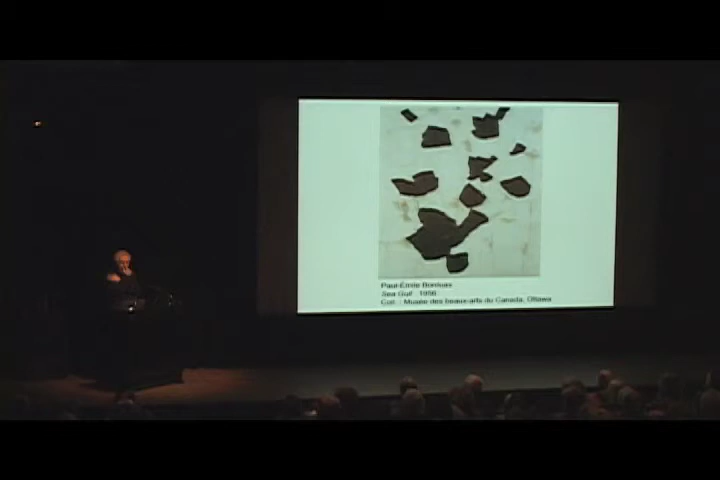 Paul-Émile Borduas
Sea Gull 1956
Coll. : Musée des beaux-arts du Canada, Ottawa